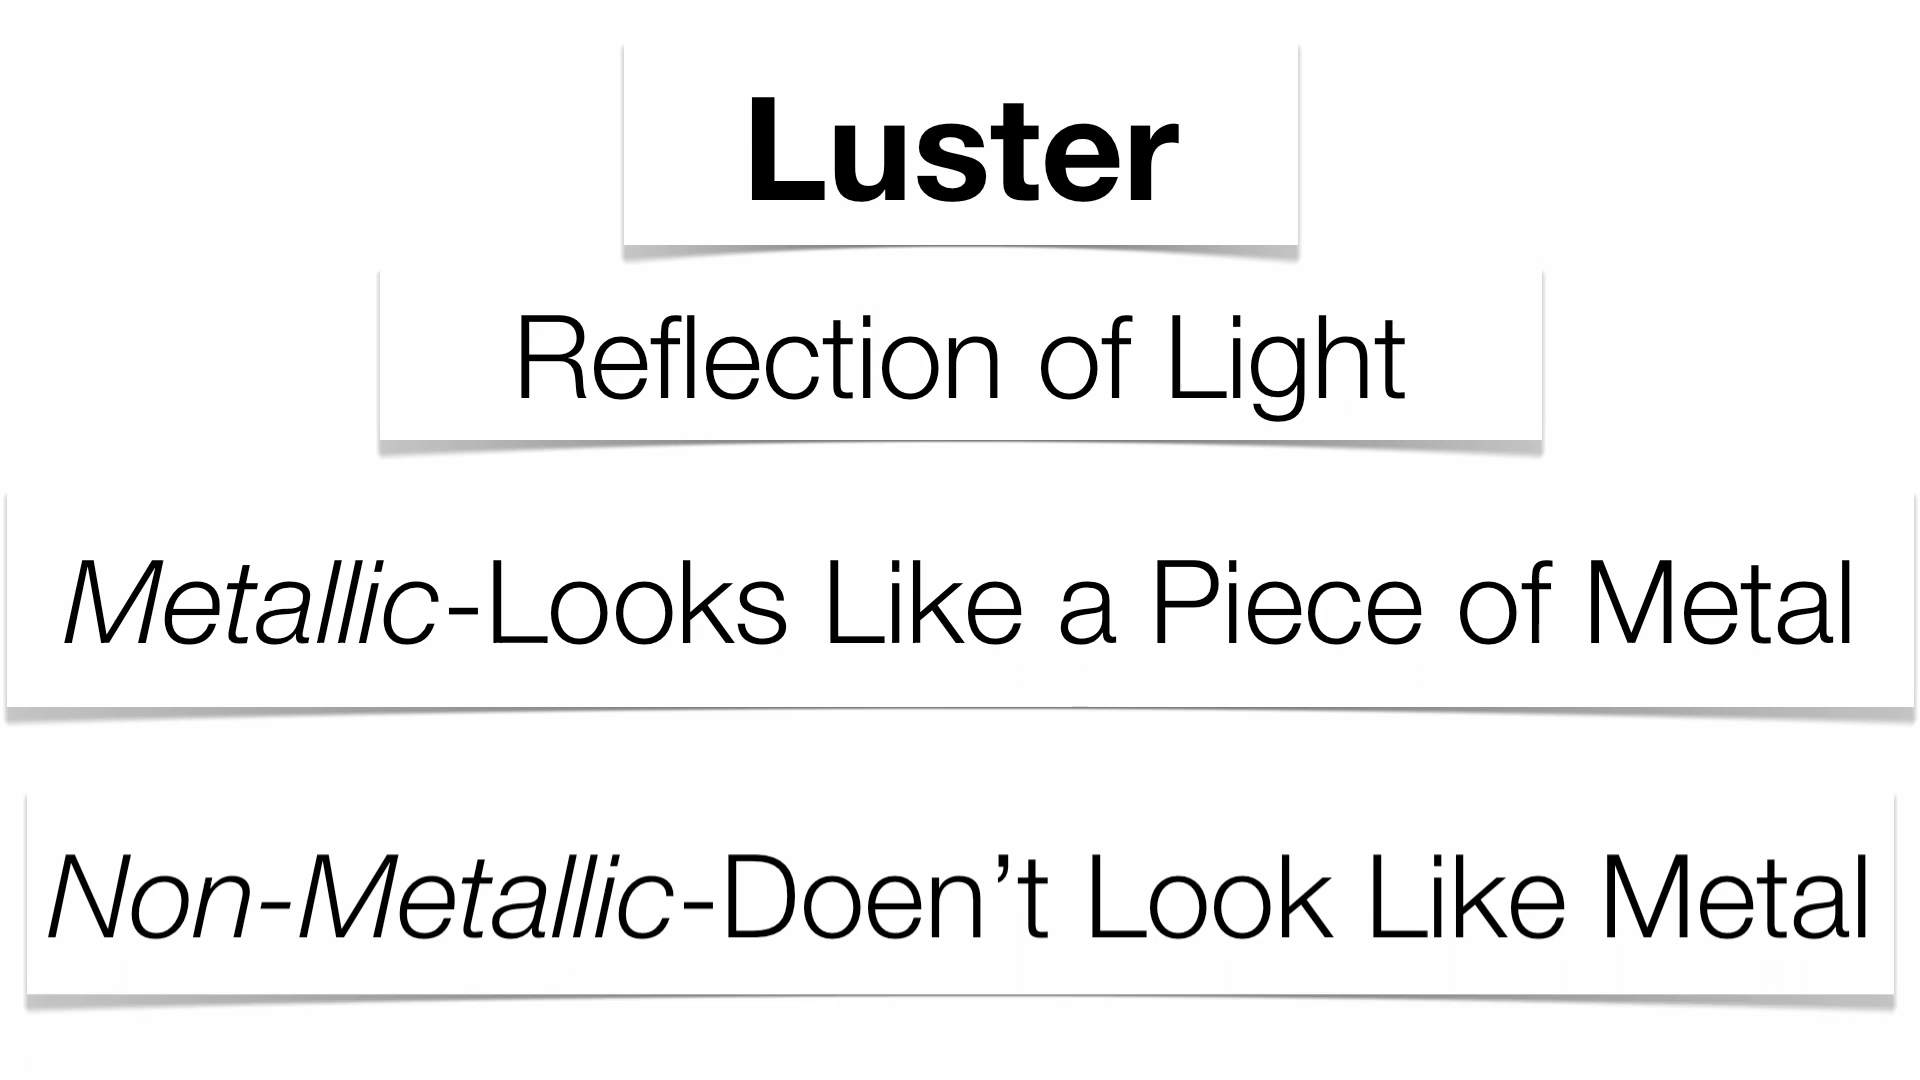 Luster
Reflection of Light
Metallic-Looks Like a Piece of Metal
Non-Metallic-Doen’t Look Like Metal